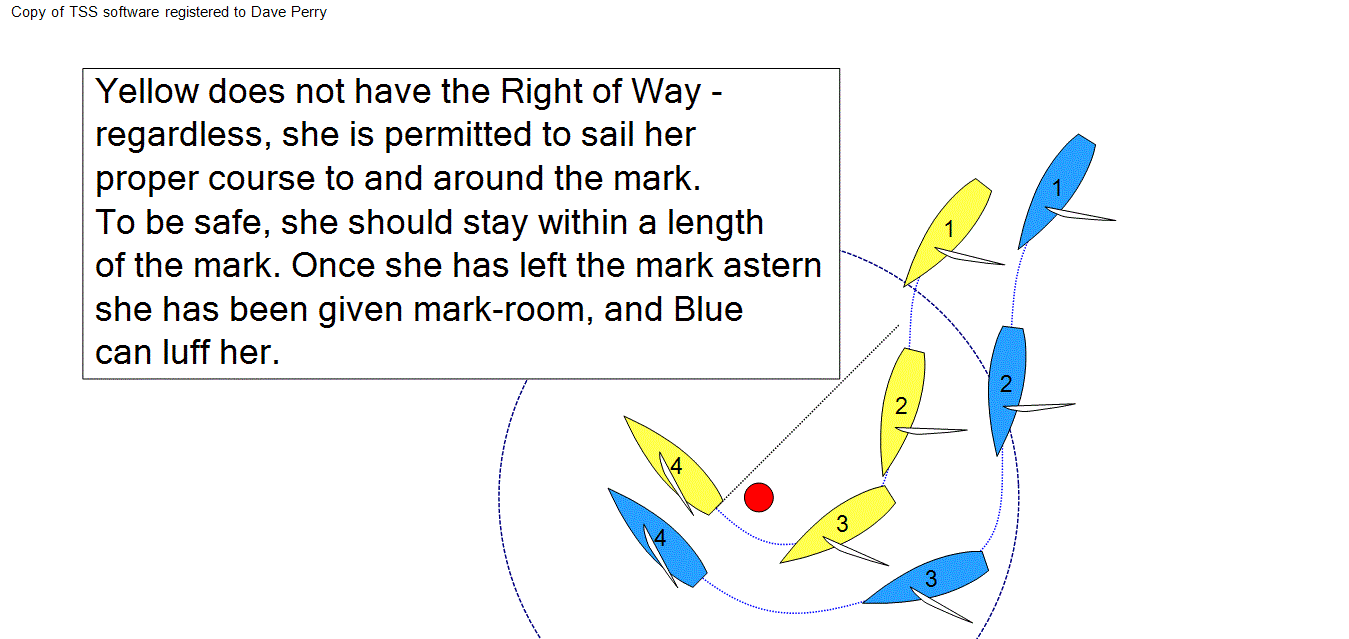 Copy of TSS software registered to Dave Perry
Yellow does not have the Right of Way -
regardless, she is permitted to sail her
proper course to and around the mark.
To be safe, she should stay within a length
of the mark. Once she has left the mark astern
she has been given mark-room, and Blue
can luff her.
1
1
2
2
3
3
4
4